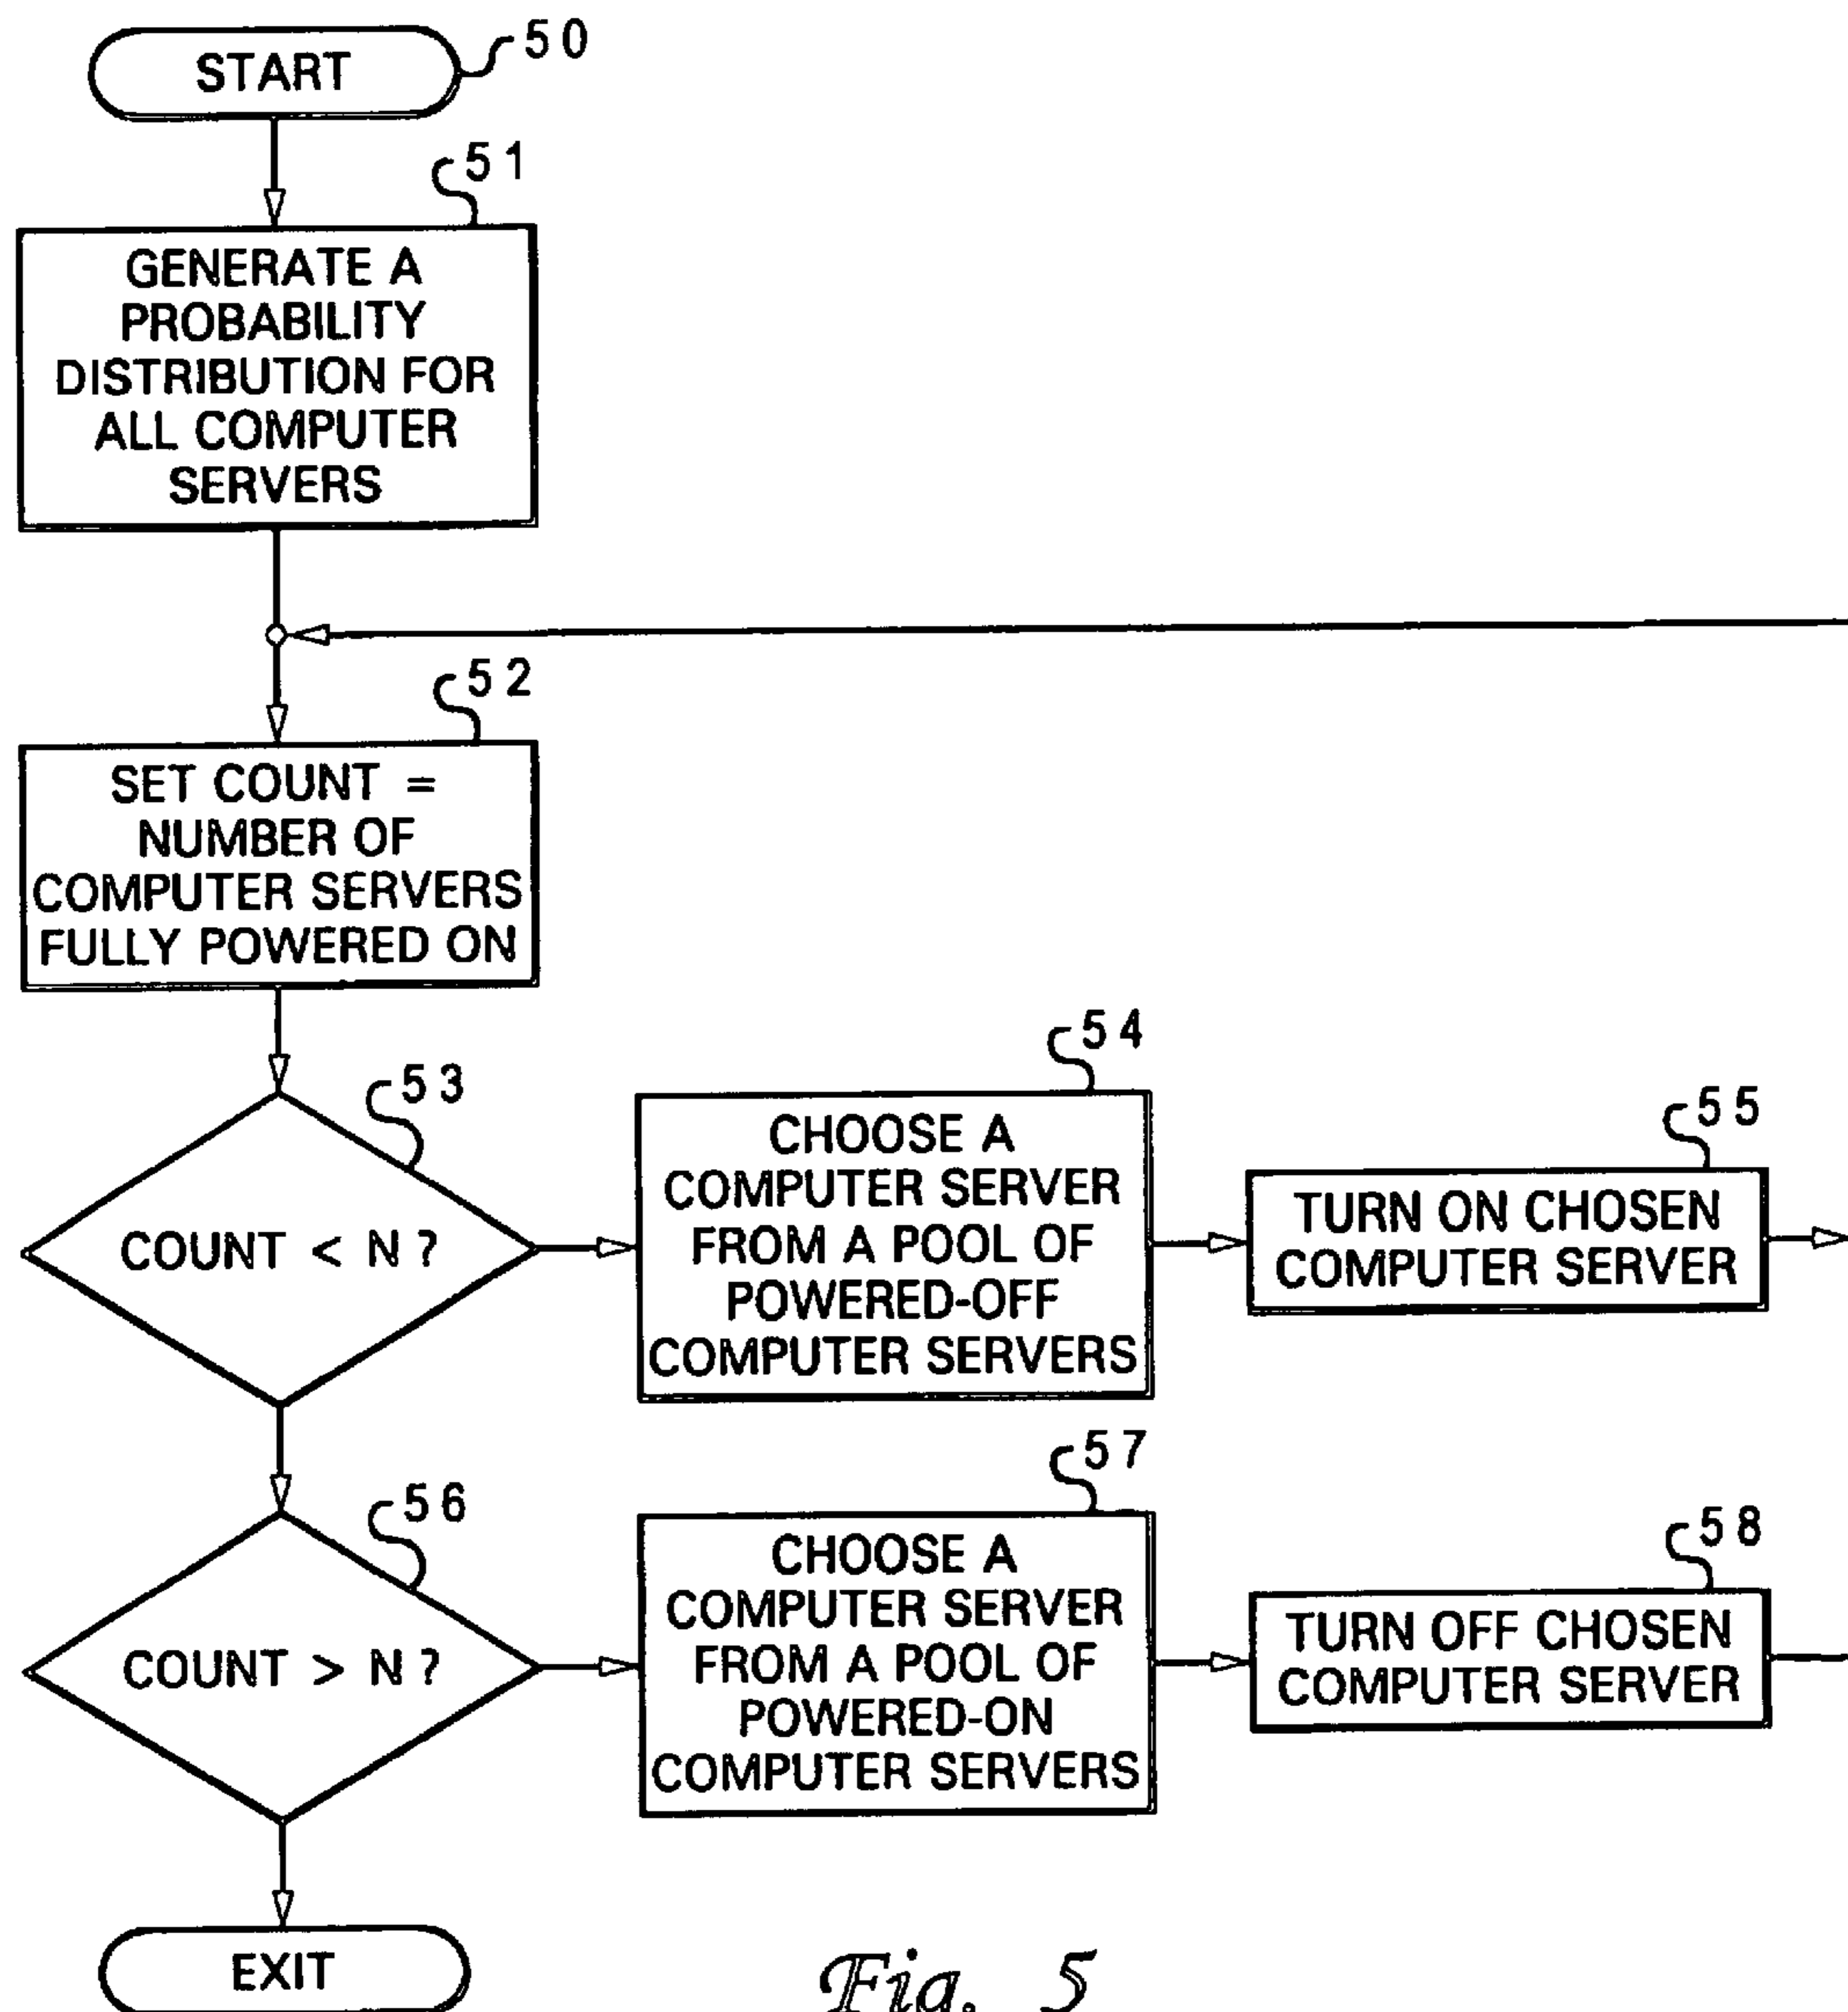 START
50
51
GENERATE A
PROBABILITY
DISTRIBUTION FOR
ALL COMPUTER
SERVERS
52
SET COUNT =
NUMBER OF
COMPUTER SERVERS
FULLY POWERED ON
53
COUNT < N ?
54
CHOOSE A
COMPUTER SERVER
FROM A POOL OF
POWERED-OFF
COMPUTER SERVERS
55
TURN ON CHOSEN
COMPUTER SERVER
56
COUNT > N ?
57
CHOOSE A
COMPUTER SERVER
FROM A POOL OF
POWERED-ON
COMPUTER SERVERS
58
TURN OFF CHOSEN
COMPUTER SERVER
EXIT
Fig. 5